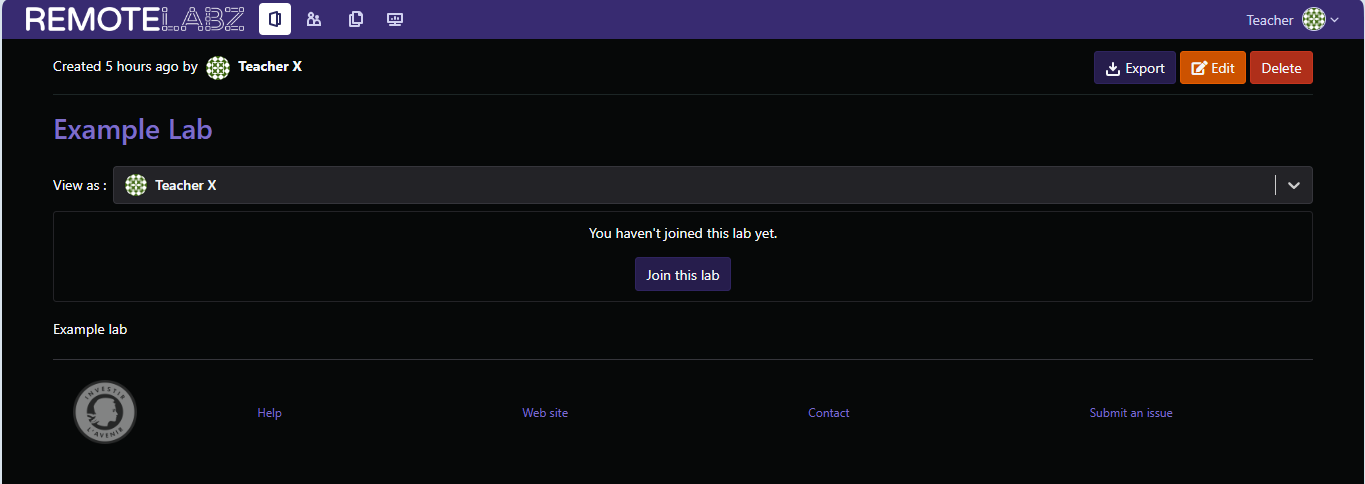 REMOTELABZ
Teacher
Created 5 hours ago by Teacher X
Export Edit Delete
Example Lab
View as : Teacher X
You haven't joined this lab yet.
Join this lab
Example lab
INVESTIR L'AVENIR
Help Web site Contact Submit an issue